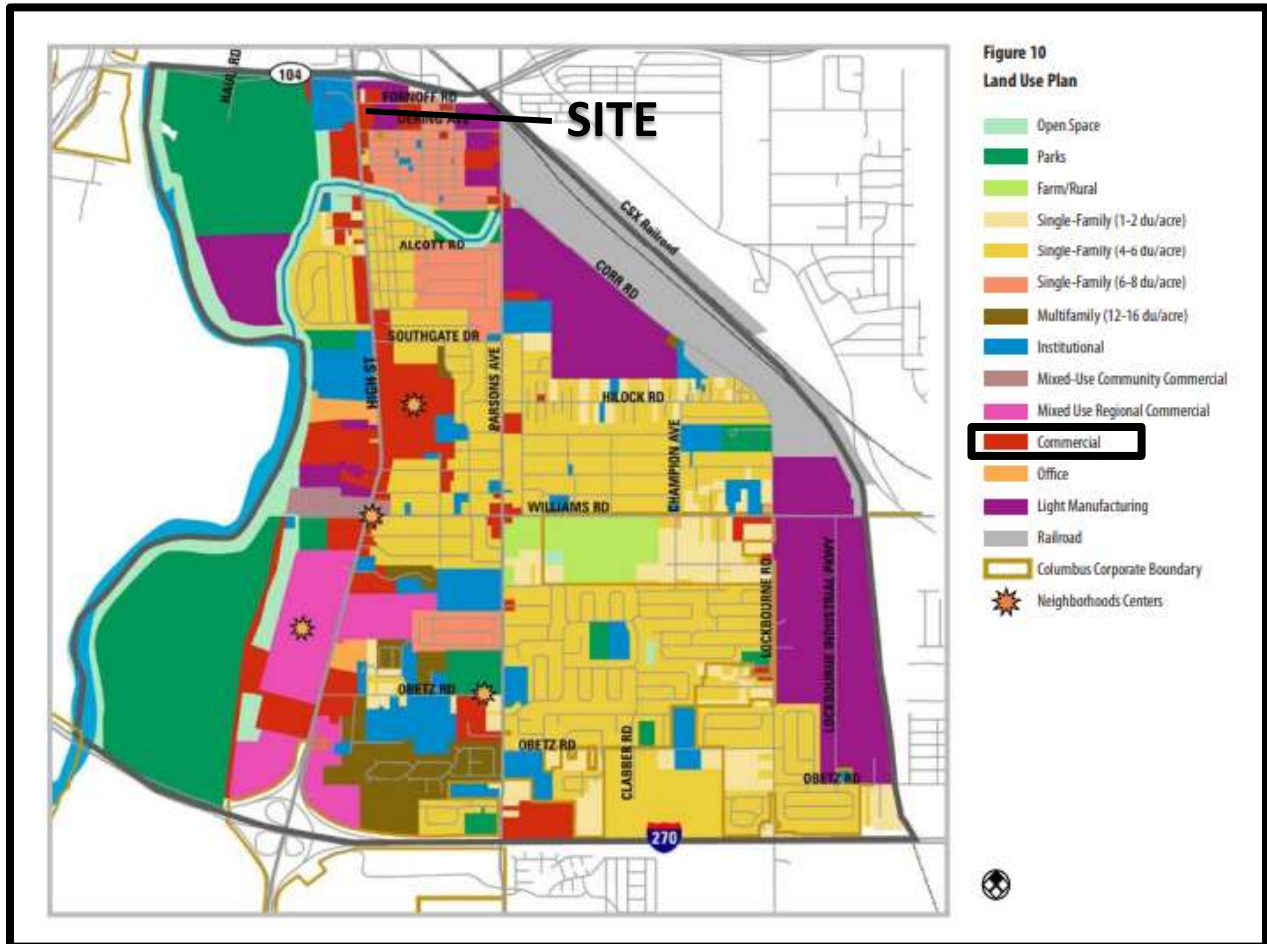 HAUL RD
104
FORNOFF RD
DERING AVE
SITE
CSX Railroad
ALCOTT RD
CORR RD
SOUTHGATE DR
HIGH ST
PARSONS AVE
HILOCK RD
CHAMPION AVE
WILLIAMS RD
LOCKBOURNE RD
LOCKBOURNE INDUSTRIAL PKWY
OBETZ RD
OBETZ RD
CLABBER RD
OBETZ RD
270
Figure 10
Land Use Plan
Open Space
Parks
Farm/Rural
Single-Family (1-2 du/acre)
Single-Family (4-6 du/acre)
Single-Family (6-8 du/acre)
Multifamily (12-16 du/acre)
Institutional
Mixed-Use Community Commercial
Mixed Use Regional Commercial
Commercial
Office
Light Manufacturing
Railroad
Columbus Corporate Boundary
Neighborhoods Centers